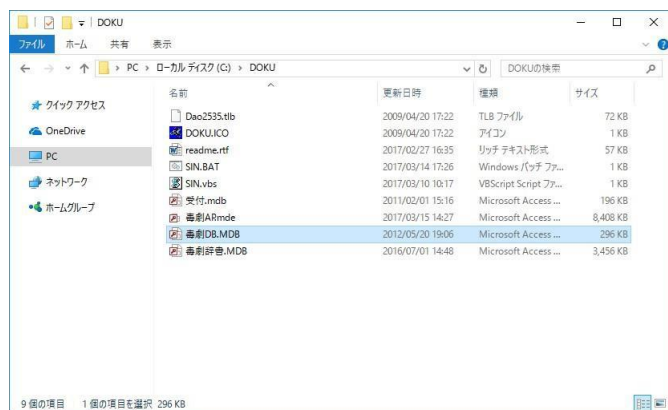 DOKU
ファイル ホーム 共有 表示
PC › ローカル ディスク (C:) › DOKU DOKUの検索
名前 更新日時 種類 サイズ
クイック アクセス
OneDrive
PC
ネットワーク
ホームグループ
Dao2535.tlb 2009/04/20 17:22 TLB ファイル 72 KB
DOKU.ICO 2009/04/20 17:22 アイコン 1 KB
readme.rtf 2017/02/27 16:35 リッチ テキスト形式 57 KB
SIN.BAT 2017/03/14 17:26 Windows バッチ ファ... 1 KB
SIN.vbs 2017/03/10 10:17 VBScript Script ファ... 1 KB
受付.mdb 2011/02/01 15:16 Microsoft Access ... 196 KB
毒劇ARmde 2017/03/15 14:27 Microsoft Access ... 8,408 KB
毒劇DB.MDB 2012/05/20 19:06 Microsoft Access ... 296 KB
毒劇辞書.MDB 2016/07/01 14:48 Microsoft Access ... 3,456 KB
9 個の項目 1 個の項目を選択 296 KB